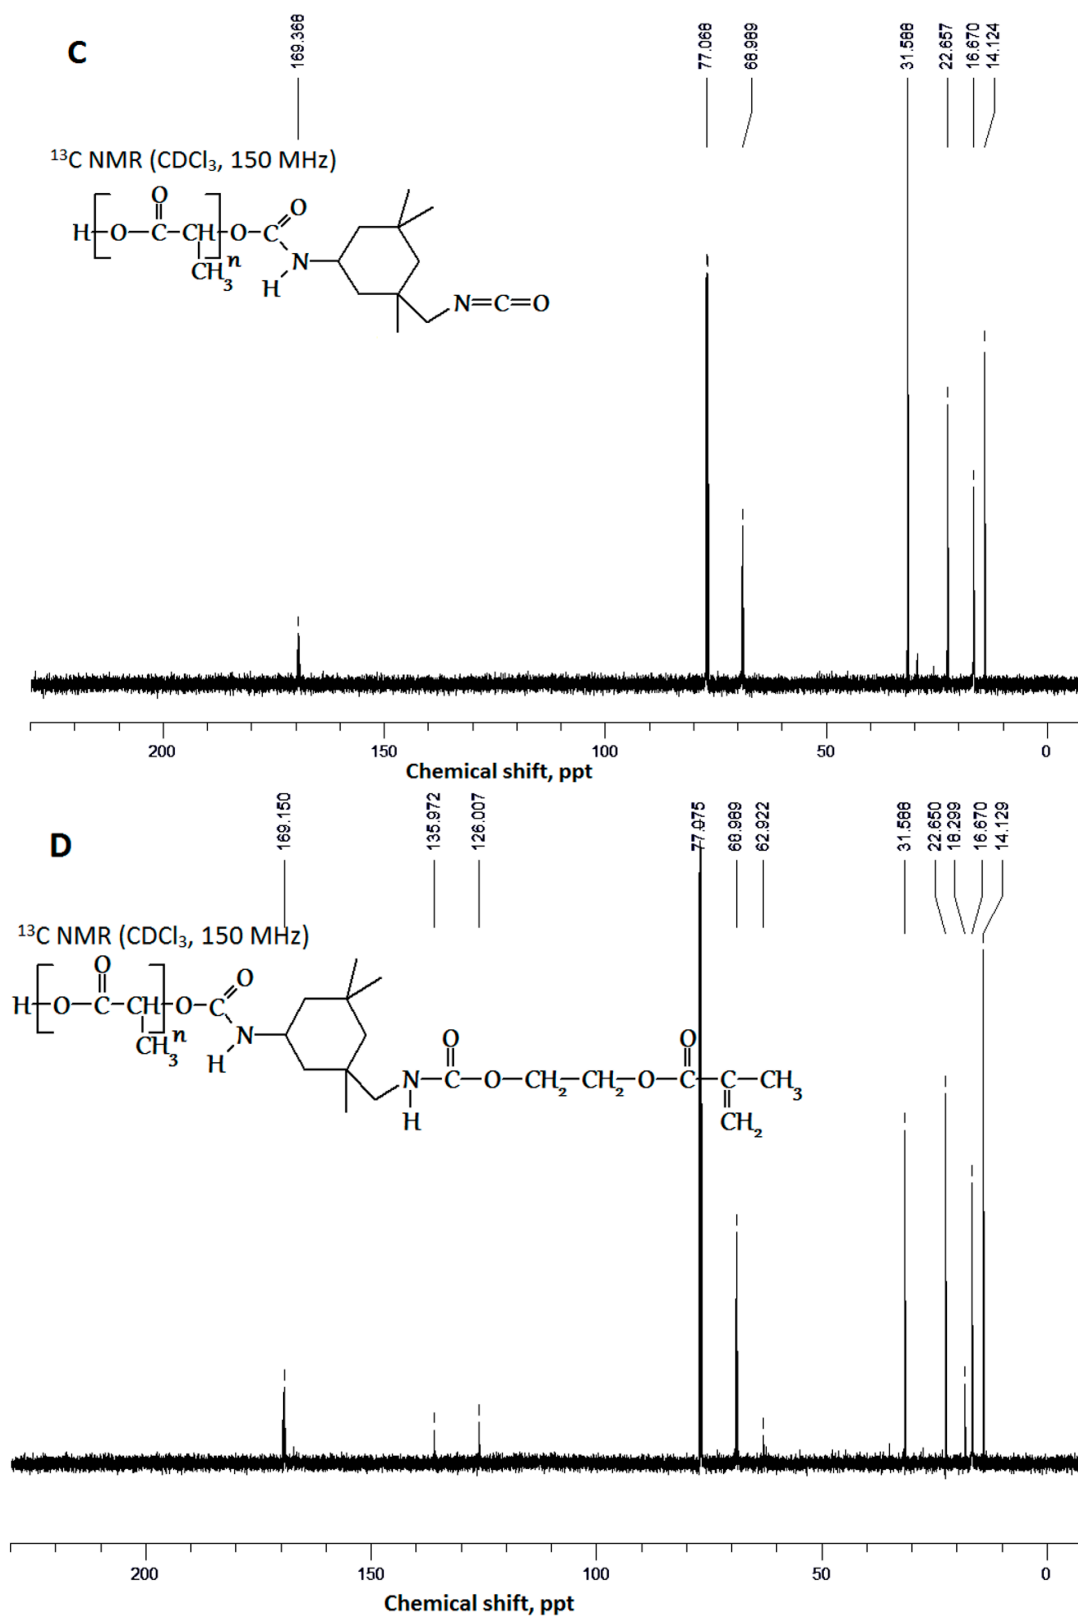 C
169.368
77.068
68.989
31.588
22.657
16.670
14.124
¹³C NMR (CDCl₃, 150 MHz)
O
O
H O C CH O C
n
CH₃
N
H
N=C=O
200 150 100 50 0
Chemical shift, ppt
D
169.150
135.972
126.007
77.075
68.989
62.922
31.588
22.650
18.299
16.670
14.129
¹³C NMR (CDCl₃, 150 MHz)
O
O
H O C CH O C
n
CH₃
N
H
O
O
N C O CH₂ CH₂ O C CH₃
H
CH₂
200 150 100 50 0
Chemical shift, ppt